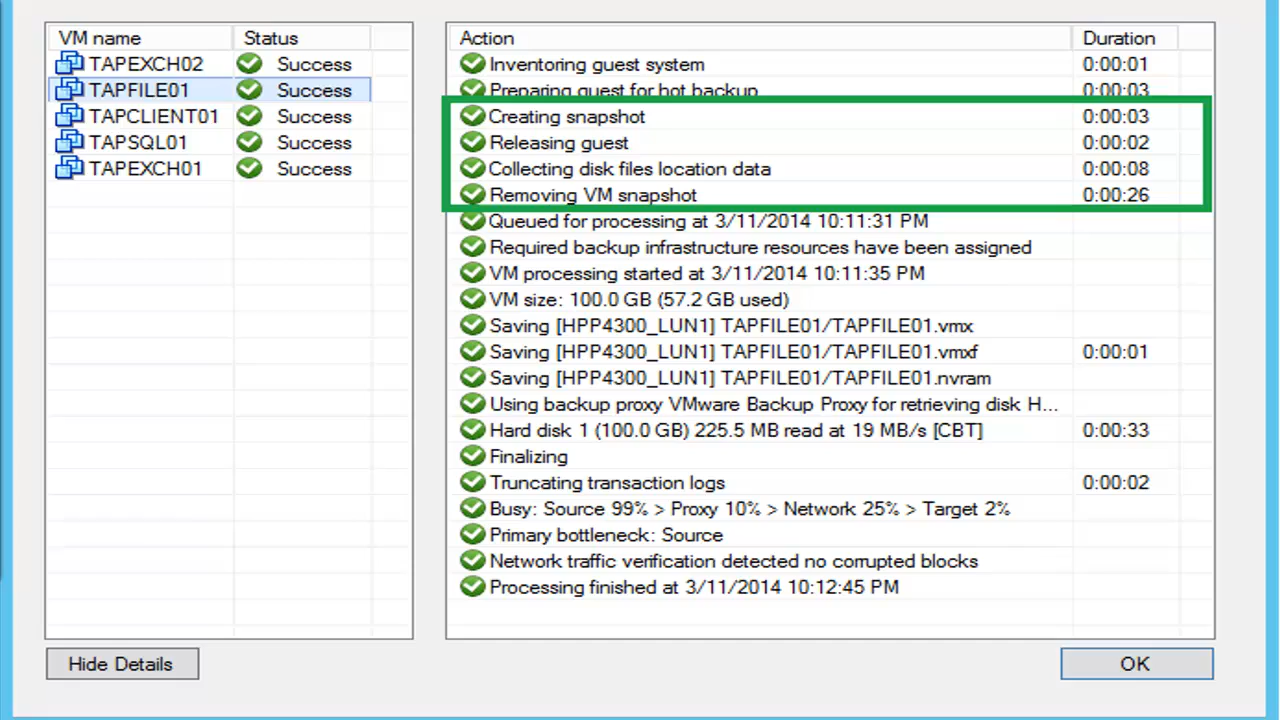 VM name Status
TAPEXCH02 Success
TAPFILE01 Success
TAPCLIENT01 Success
TAPSQL01 Success
TAPEXCH01 Success
Action Duration
Inventoring guest system 0:00:01
Preparing guest for hot backup 0:00:03
Creating snapshot 0:00:03
Releasing guest 0:00:02
Collecting disk files location data 0:00:08
Removing VM snapshot 0:00:26
Queued for processing at 3/11/2014 10:11:31 PM
Required backup infrastructure resources have been assigned
VM processing started at 3/11/2014 10:11:35 PM
VM size: 100.0 GB (57.2 GB used)
Saving [HPP4300_LUN1] TAPFILE01/TAPFILE01.vmx
Saving [HPP4300_LUN1] TAPFILE01/TAPFILE01.vmxf 0:00:01
Saving [HPP4300_LUN1] TAPFILE01/TAPFILE01.nvram
Using backup proxy VMware Backup Proxy for retrieving disk H...
Hard disk 1 (100.0 GB) 225.5 MB read at 19 MB/s [CBT] 0:00:33
Finalizing
Truncating transaction logs 0:00:02
Busy: Source 99% > Proxy 10% > Network 25% > Target 2%
Primary bottleneck: Source
Network traffic verification detected no corrupted blocks
Processing finished at 3/11/2014 10:12:45 PM
Hide Details OK